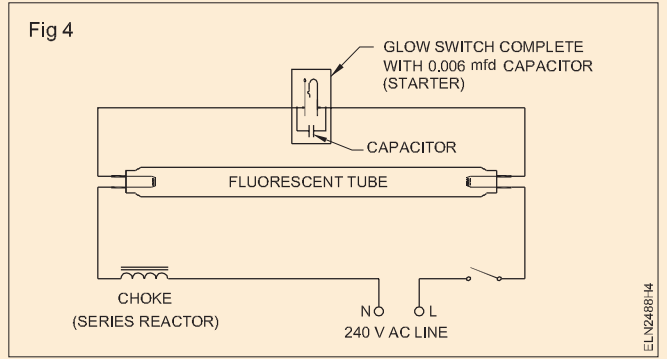 Fig 4
GLOW SWITCH COMPLETE
WITH 0.006 mfd CAPACITOR
(STARTER)
CAPACITOR
FLUORESCENT TUBE
CHOKE
(SERIES REACTOR)
N L
240 V AC LINE
ELN2488H4